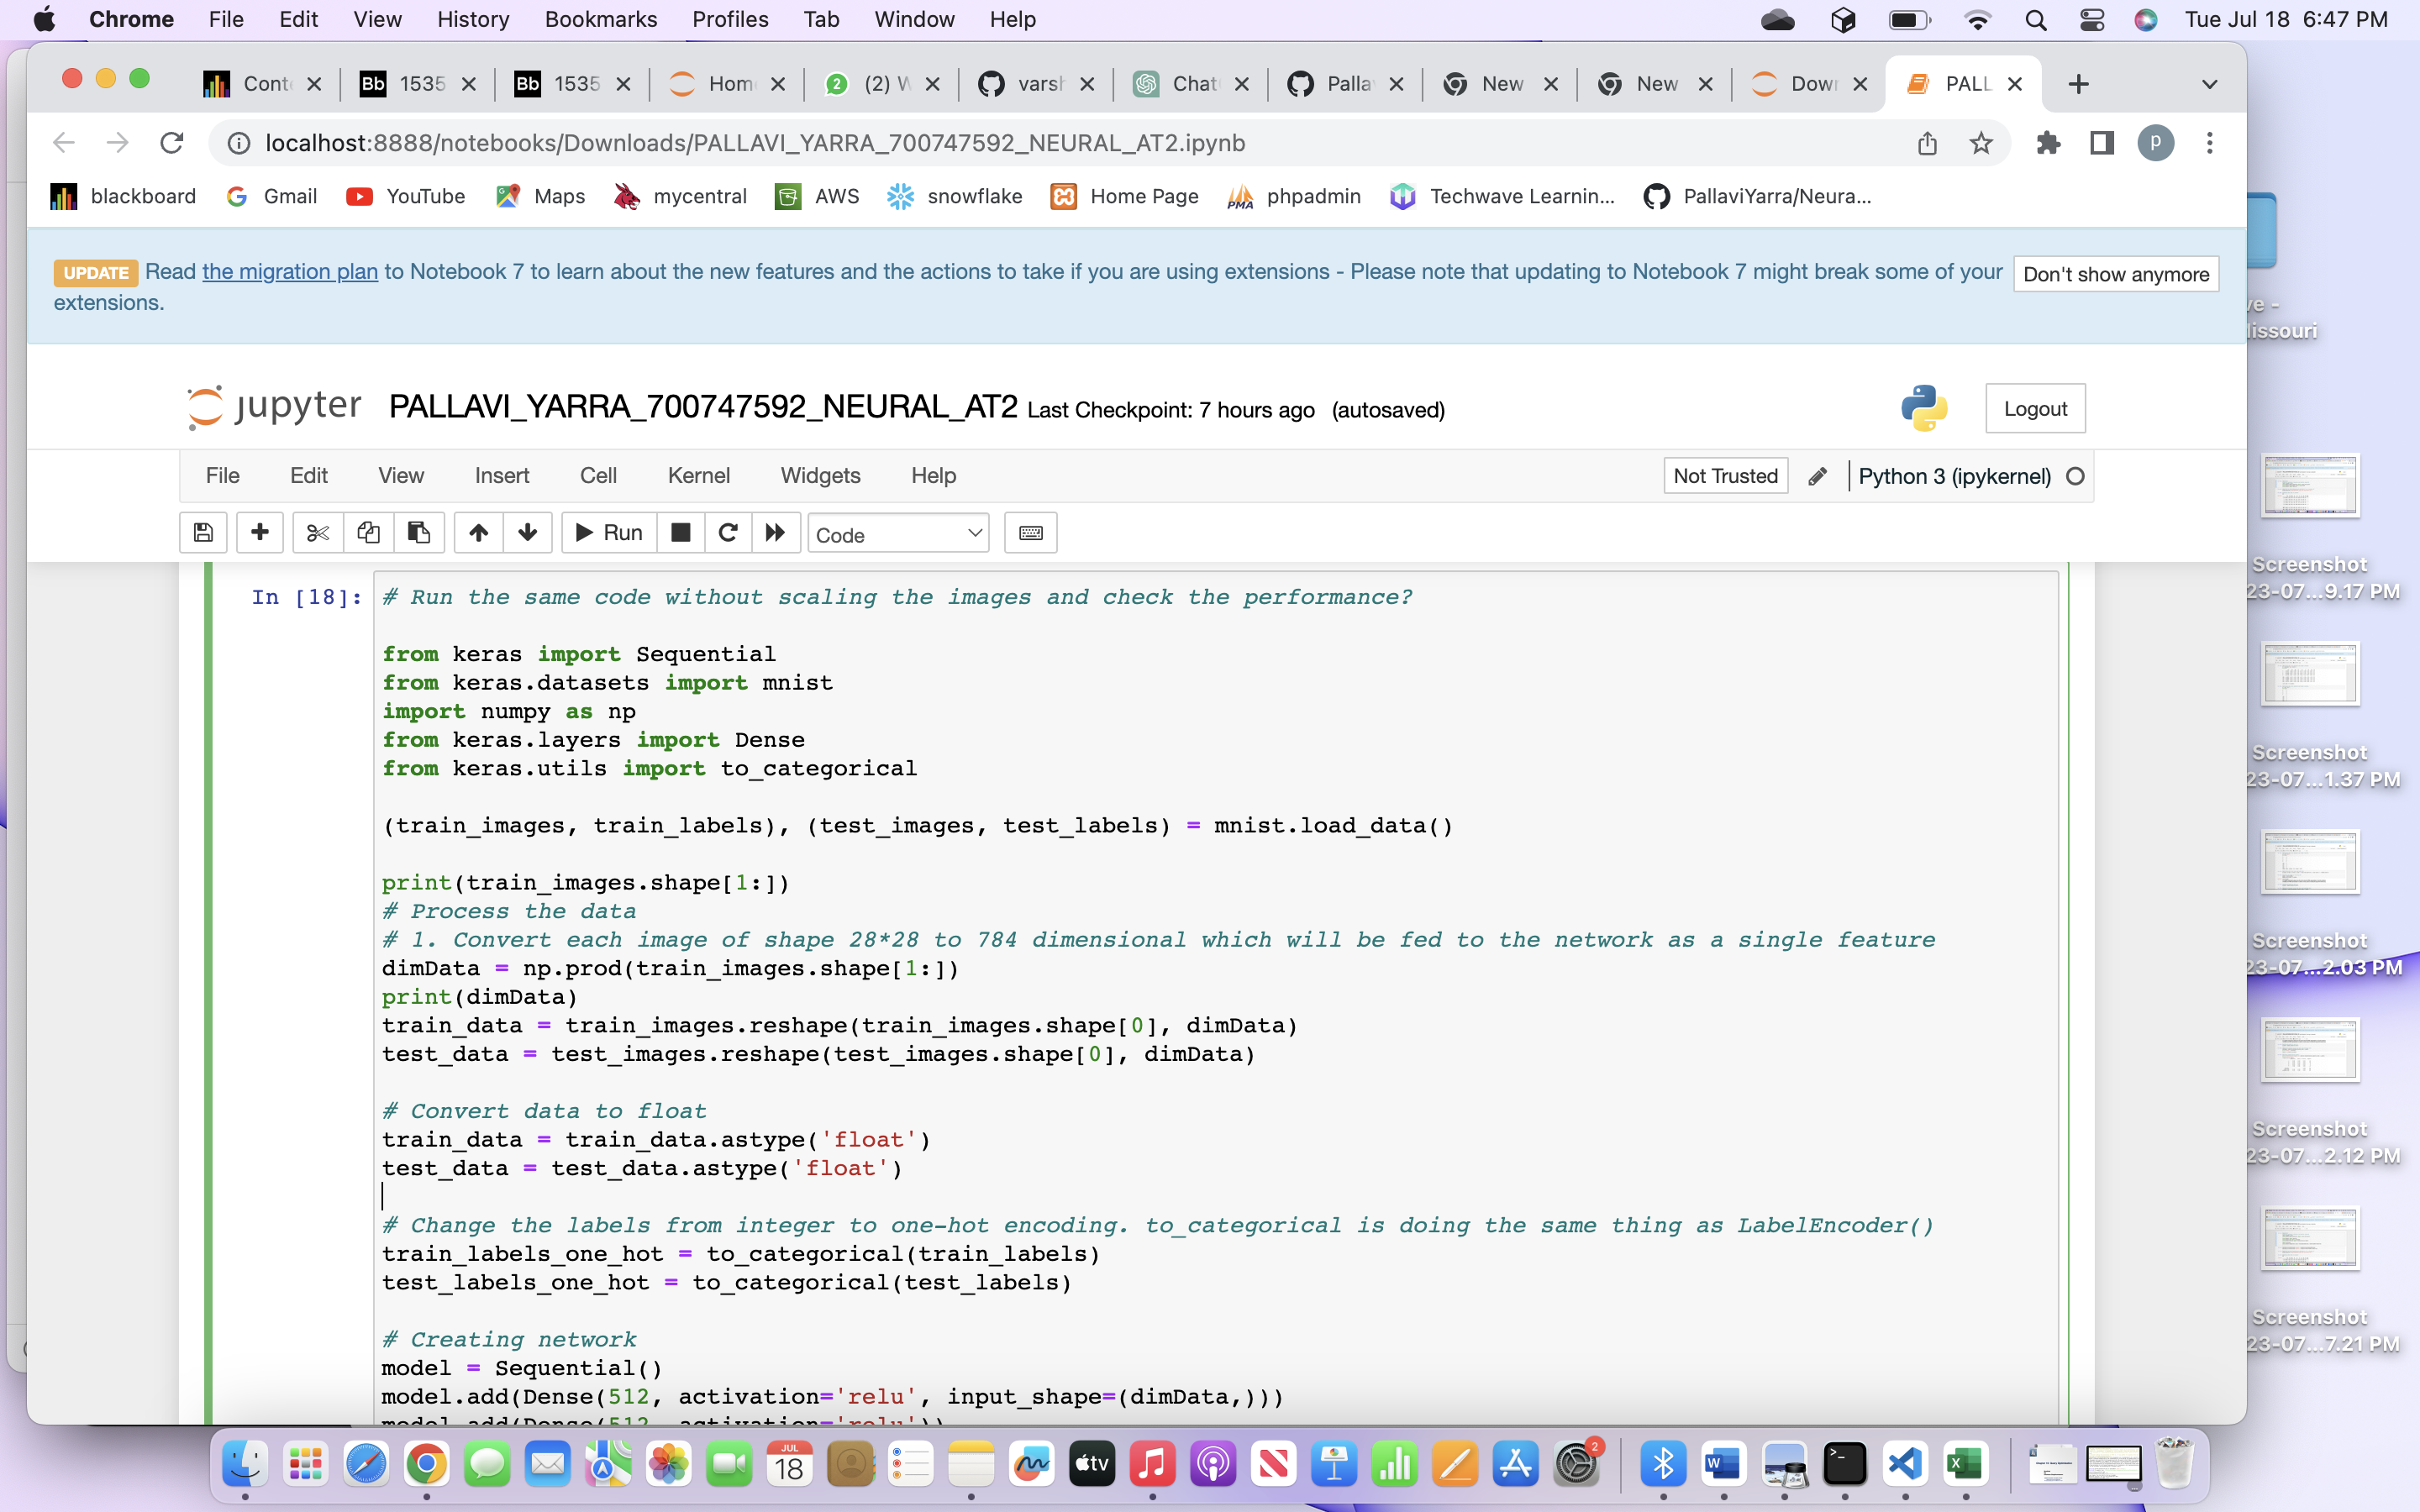 Chrome File Edit View History Bookmarks Profiles Tab Window Help Tue Jul 18 6:47 PM
Cont Bb 1535 Bb 1535 Hom 2 (2) W varsh Chat Palla New New Dow PALL
localhost:8888/notebooks/Downloads/PALLAVI_YARRA_700747592_NEURAL_AT2.ipynb p
blackboard Gmail YouTube Maps mycentral AWS snowflake Home Page PMA phpadmin Techwave Learnin... PallaviYarra/Neura...
UPDATE Read the migration plan to Notebook 7 to learn about the new features and the actions to take if you are using extensions - Please note that updating to Notebook 7 might break some of your
extensions.
Don't show anymore
jupyter PALLAVI_YARRA_700747592_NEURAL_AT2 Last Checkpoint: 7 hours ago (autosaved) Logout
File Edit View Insert Cell Kernel Widgets Help Not Trusted Python 3 (ipykernel)
Run Code
In [18]: # Run the same code without scaling the images and check the performance?
from keras import Sequential
from keras.datasets import mnist
import numpy as np
from keras.layers import Dense
from keras.utils import to_categorical
(train_images, train_labels), (test_images, test_labels) = mnist.load_data()
print(train_images.shape[1:])
# Process the data
# 1. Convert each image of shape 28*28 to 784 dimensional which will be fed to the network as a single feature
dimData = np.prod(train_images.shape[1:])
print(dimData)
train_data = train_images.reshape(train_images.shape[0], dimData)
test_data = test_images.reshape(test_images.shape[0], dimData)
# Convert data to float
train_data = train_data.astype('float')
test_data = test_data.astype('float')
# Change the labels from integer to one-hot encoding. to_categorical is doing the same thing as LabelEncoder()
train_labels_one_hot = to_categorical(train_labels)
test_labels_one_hot = to_categorical(test_labels)
# Creating network
model = Sequential()
model.add(Dense(512, activation='relu', input_shape=(dimData,)))
model.add(Dense(512, activation='relu'))
ve -
lissouri
Screenshot
23-07...9.17 PM
Screenshot
23-07...1.37 PM
Screenshot
23-07...2.03 PM
Screenshot
23-07...2.12 PM
Screenshot
23-07...7.21 PM
JUL
18
tv
2
W
X